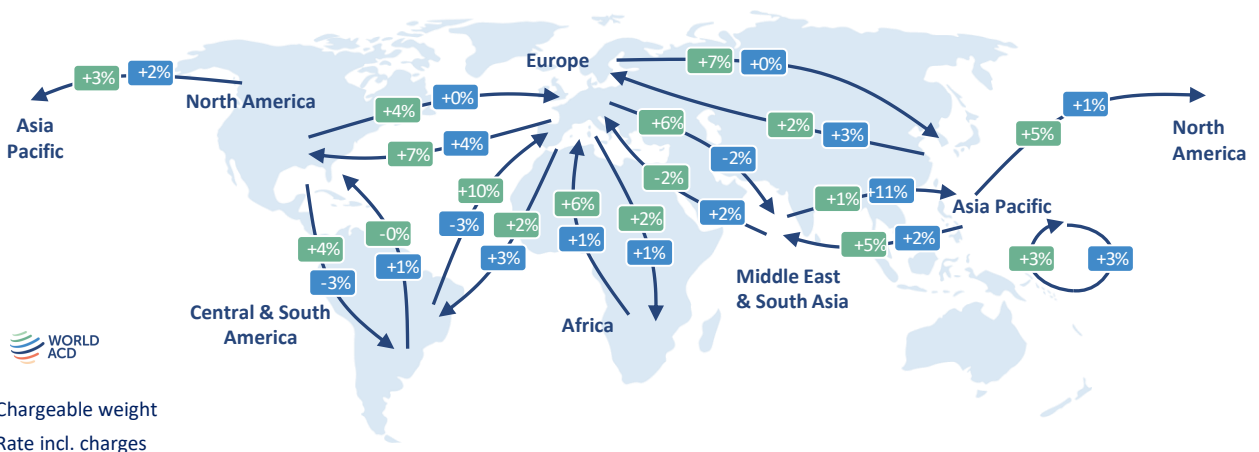 Europe
+7%
+0%
+3%
+2%
North America
+4%
+0%
+1%
+5%
Asia
Pacific
+6%
+2%
+3%
North
America
+7%
+4%
-2%
-2%
+10%
+1%
+11%
Asia Pacific
-3%
+2%
+6%
+2%
+2%
-0%
+4%
+3%
+1%
+1%
+5%
+2%
+3%
+3%
+1%
-3%
Middle East
& South Asia
Central & South
America
Africa
WORLD
ACD
Chargeable weight
Rate incl. charges